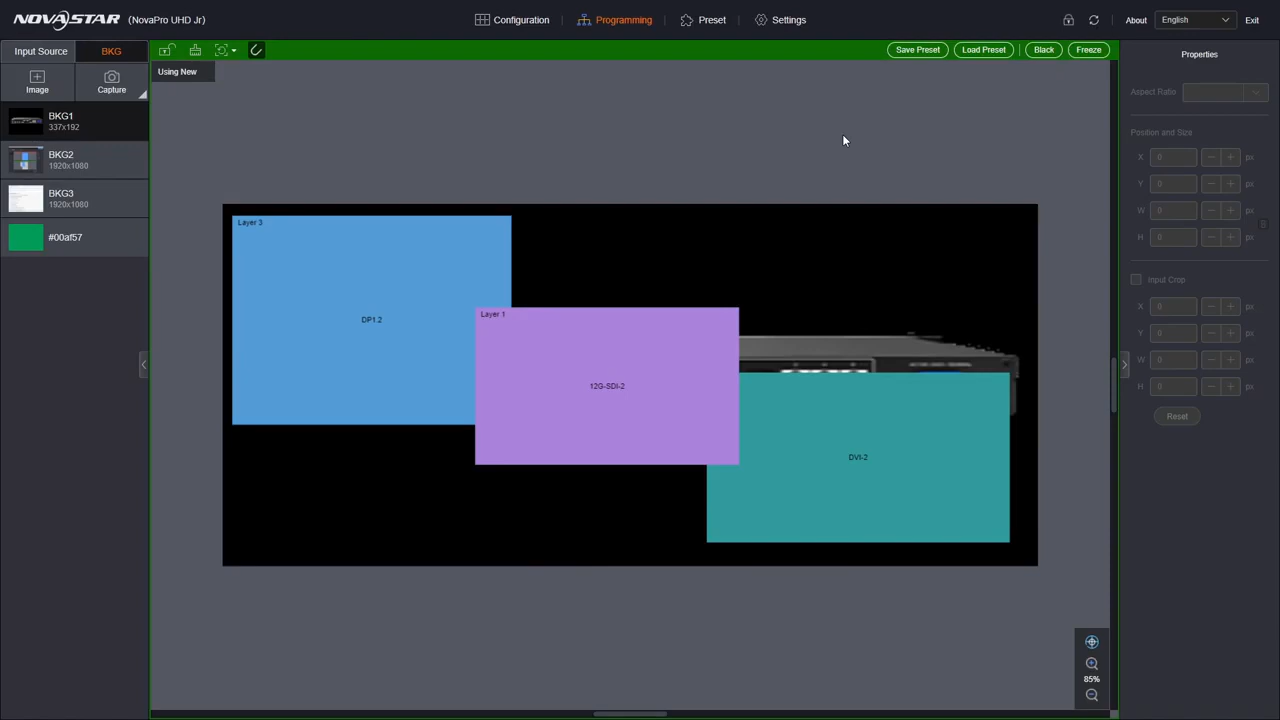 NOVASTAR (NovaPro UHD Jr)
Configuration
Programming
Preset
Settings
About
English
Exit
Input Source
BKG
Save Preset
Load Preset
Black
Freeze
Properties
Using New
Image
Capture
BKG1
337x192
BKG2
1920x1080
BKG3
1920x1080
#00af57
Layer 3
DP1.2
Layer 1
12G-SDI-2
DVI-2
Aspect Ratio
Position and Size
X 0 px
Y 0 px
W 0 px
H 0 px
Input Crop
X 0 px
Y 0 px
W 0 px
H 0 px
Reset
85%